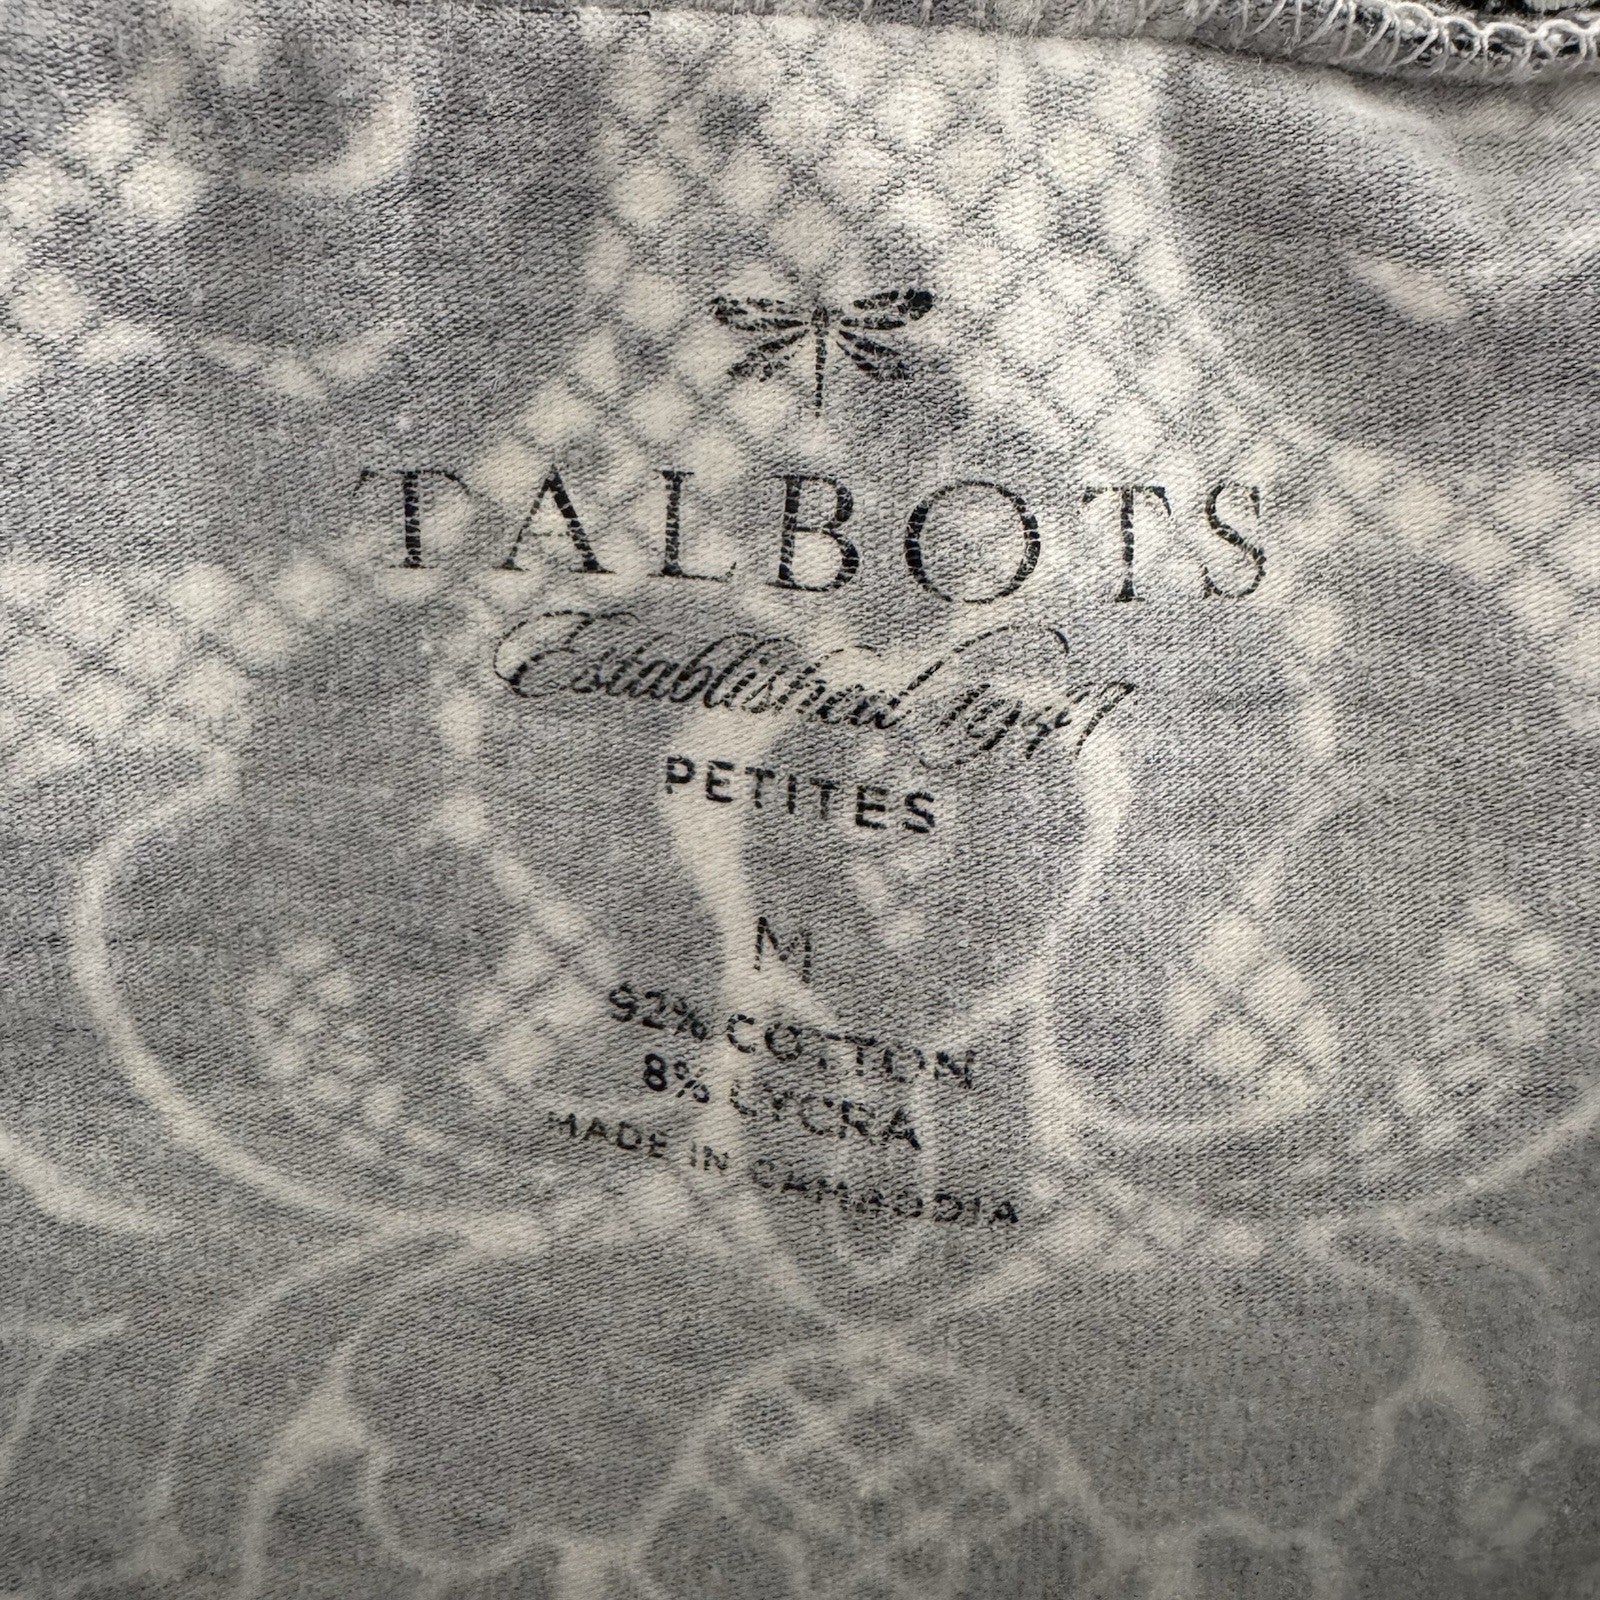 TALBOTS
Established 1947
PETITES
M
92% COTTON
8% LYCRA
MADE IN CAMBODIA